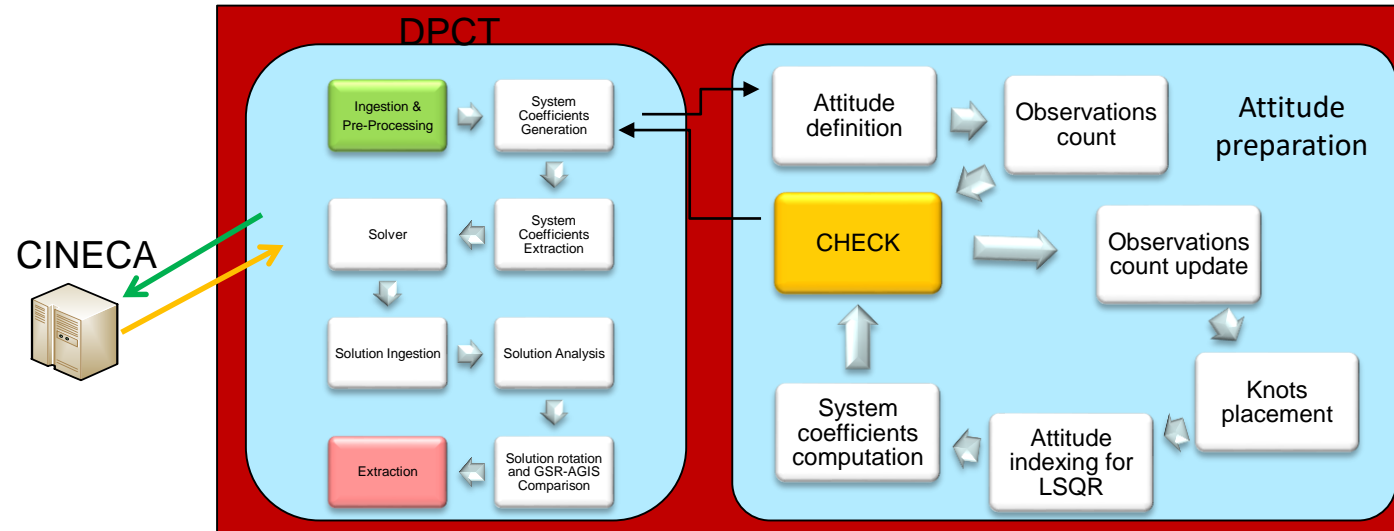 DPCT
Ingestion &
Pre-Processing
System
Coefficients
Generation
Solver
System
Coefficients
Extraction
Solution Ingestion
Solution Analysis
Extraction
Solution rotation
and GSR-AGIS
Comparison
CINECA
Attitude
definition
Observations
count
Attitude
preparation
CHECK
Observations
count update
Knots
placement
Attitude
indexing for
LSQR
System
coefficients
computation